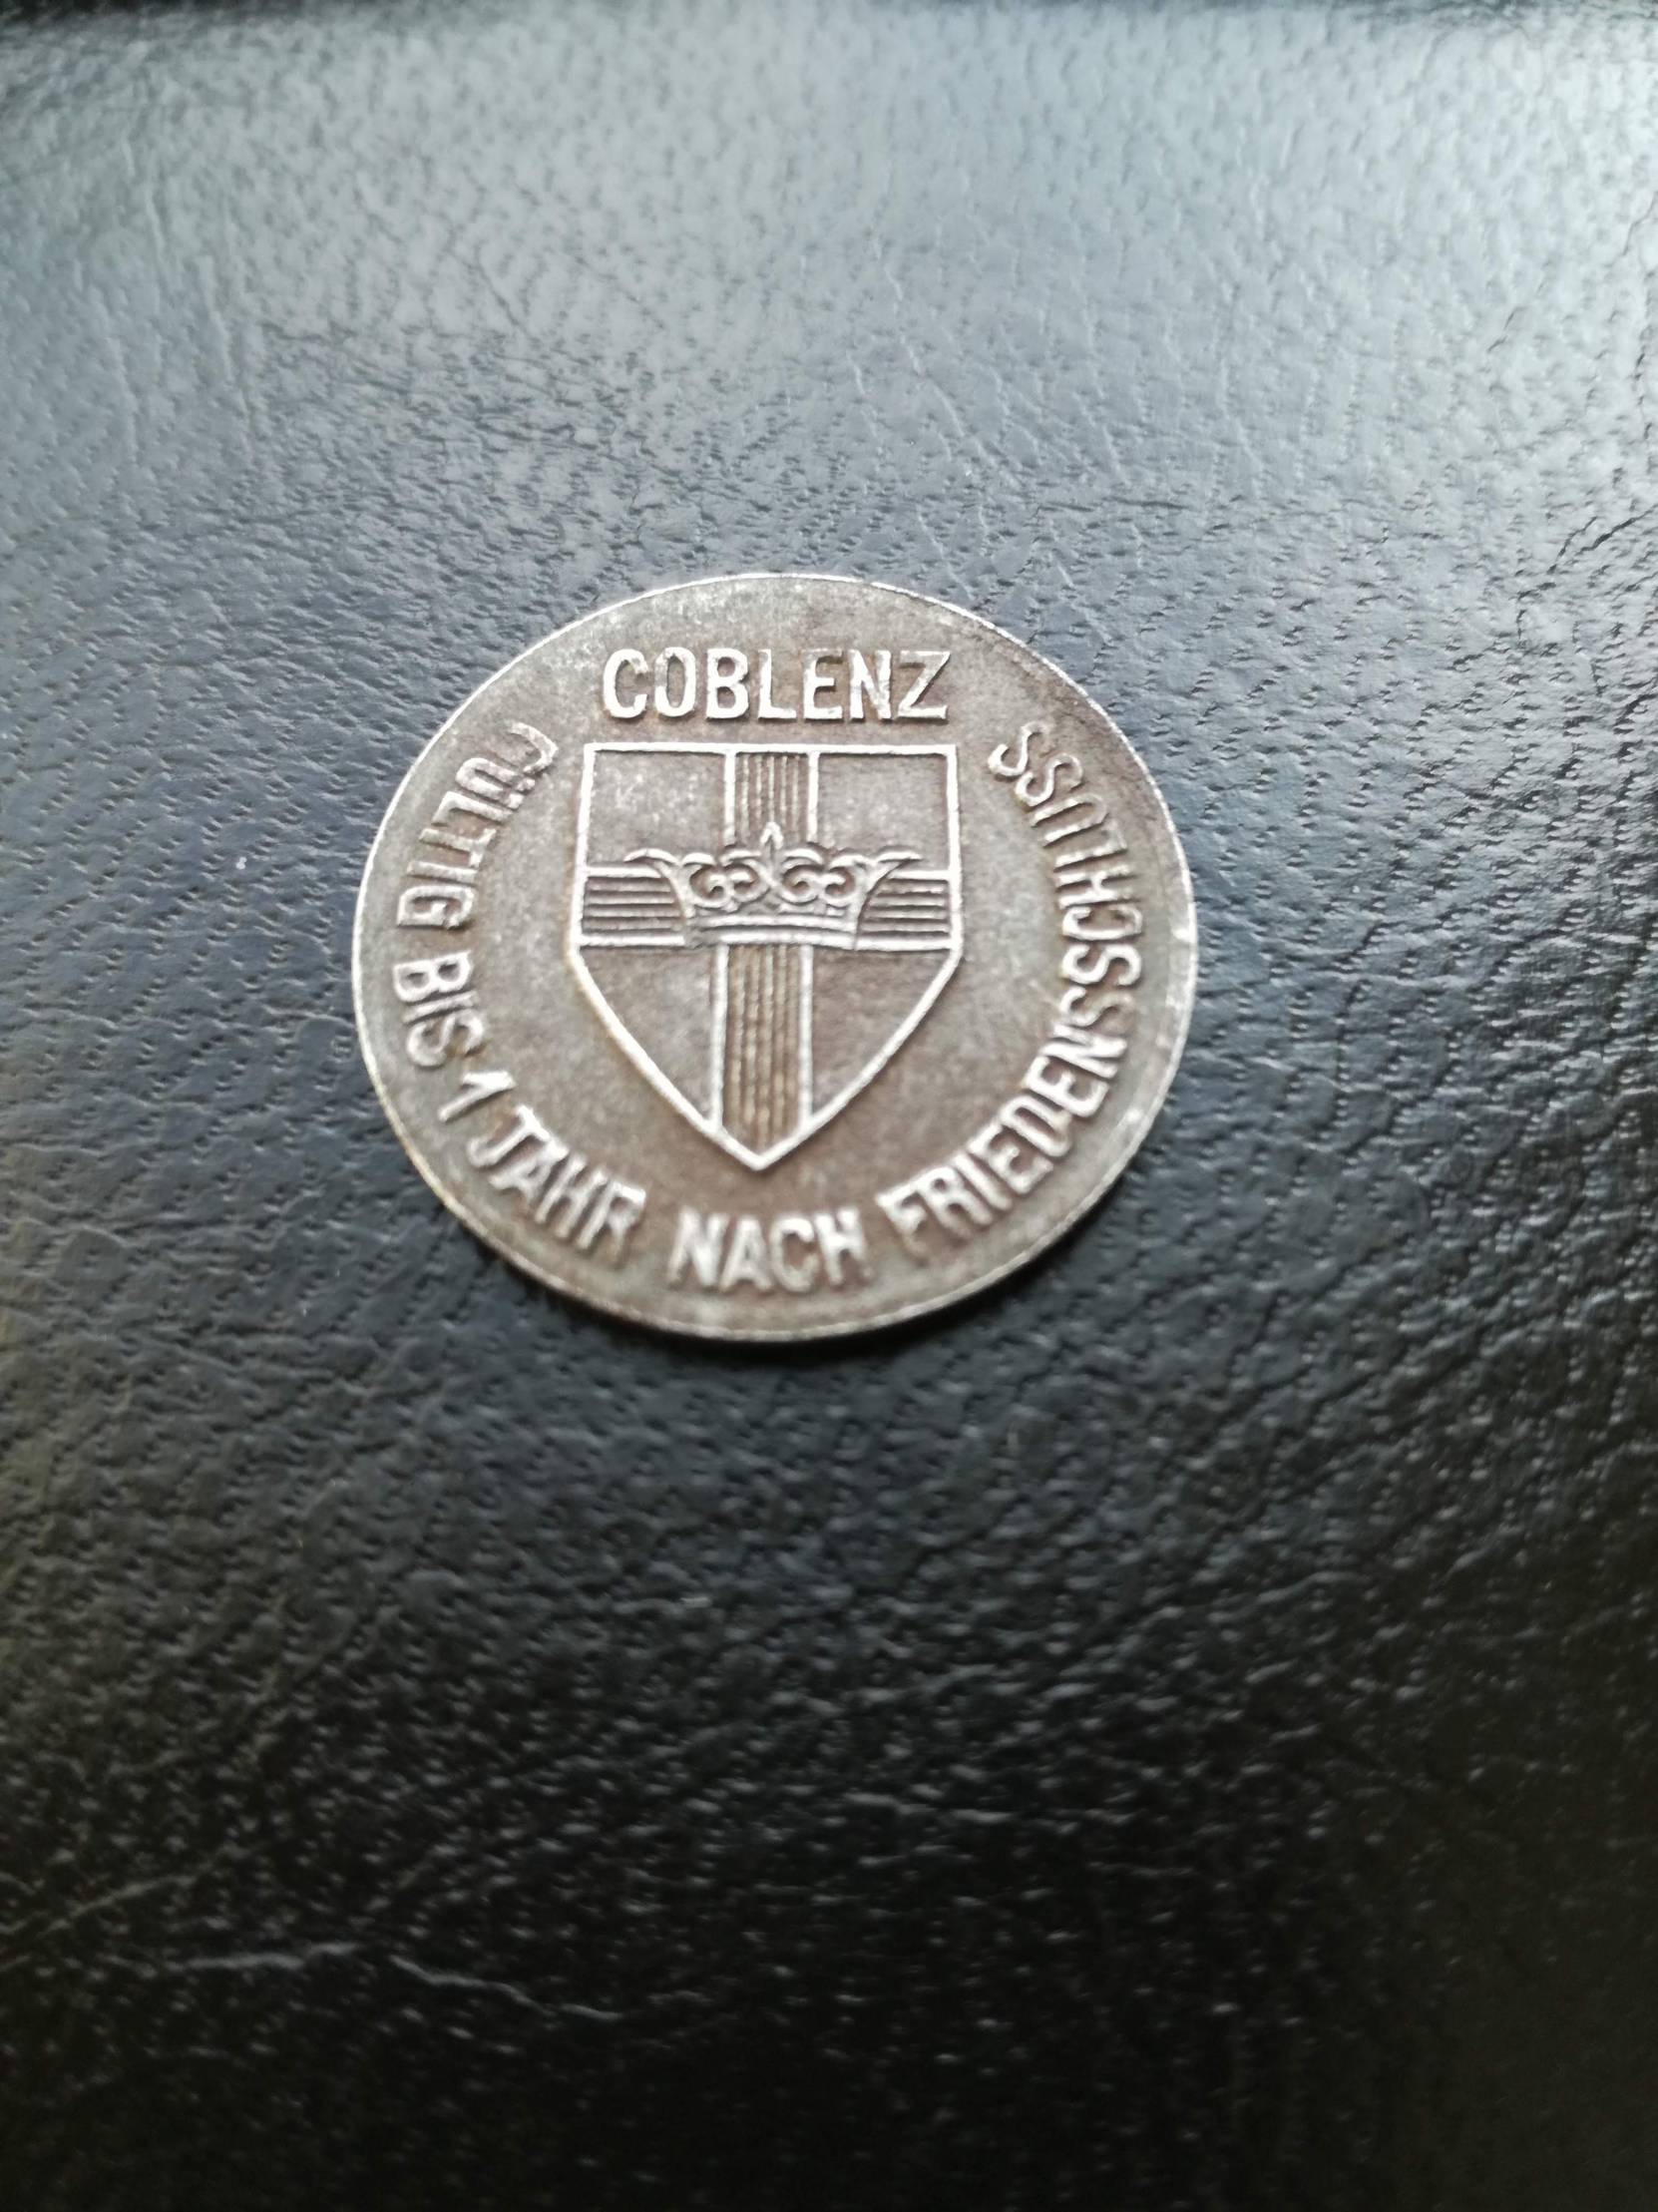 COBLENZ
GÜLTIG BIS 1 JAHR NACH FRIEDENSSCHLUSS